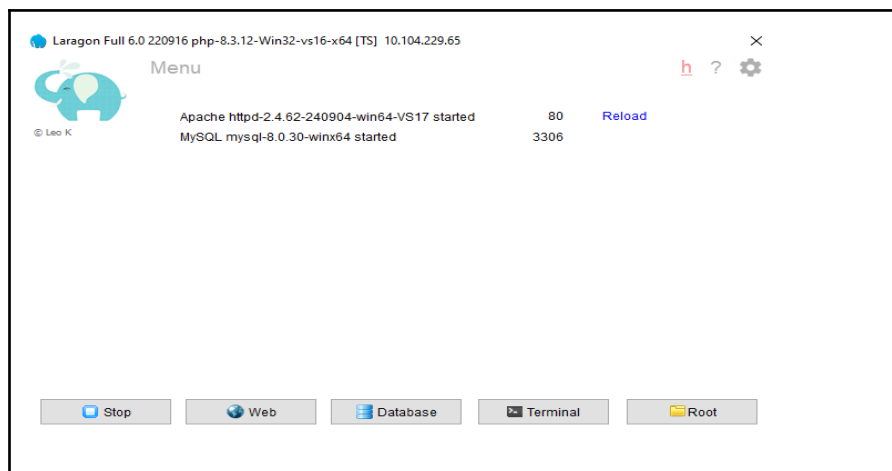 Laragon Full 6.0 220916 php-8.3.12-Win32-vs16-x64 [TS] 10.104.229.65
Menu h ?
Apache httpd-2.4.62-240904-win64-VS17 started 80 Reload
© Leo K
MySQL mysql-8.0.30-winx64 started 3306
Stop Web Database Terminal Root